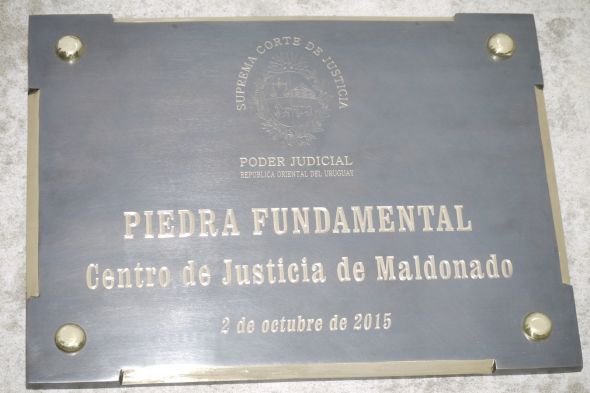 SUPREMA CORTE DE JUSTICIA
PODER JUDICIAL
REPUBLICA ORIENTAL DEL URUGUAY
PIEDRA FUNDAMENTAL
Centro de Justicia de Maldonado
2 de octubre de 2015